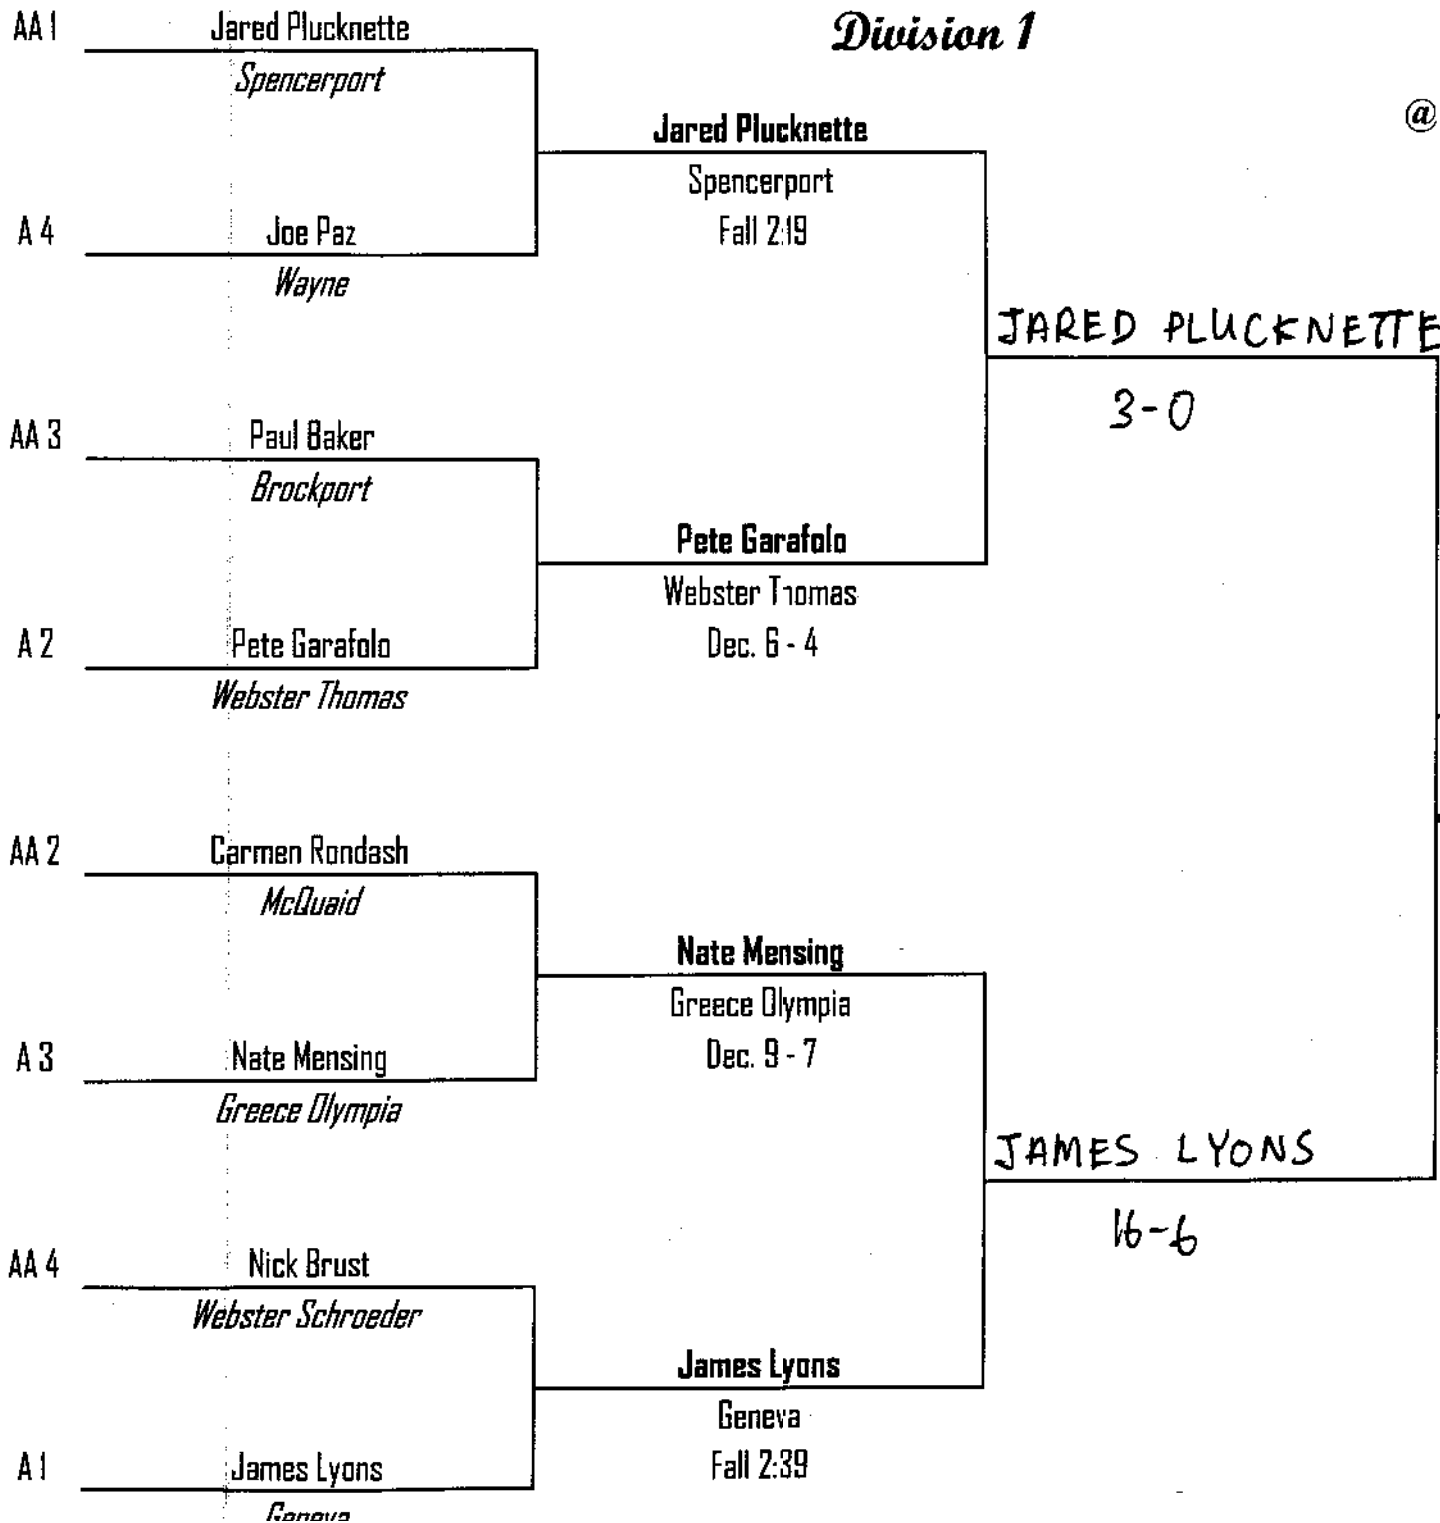 Division 1
@
AA 1 Jared Plucknette
Spencerport
Jared Plucknette
Spencerport
Fall 2:19
A 4 Joe Paz
Wayne
JARED PLUCKNETTE
3-0
AA 3 Paul Baker
Brockport
Pete Garafolo
Webster Thomas
Dec. 6 - 4
A 2 Pete Garafolo
Webster Thomas
AA 2 Carmen Rondash
McQuaid
Nate Mensing
Greece Olympia
Dec. 9 - 7
A 3 Nate Mensing
Greece Olympia
JAMES LYONS
16-6
AA 4 Nick Brust
Webster Schroeder
James Lyons
Geneva
Fall 2:39
A 1 James Lyons
Geneva